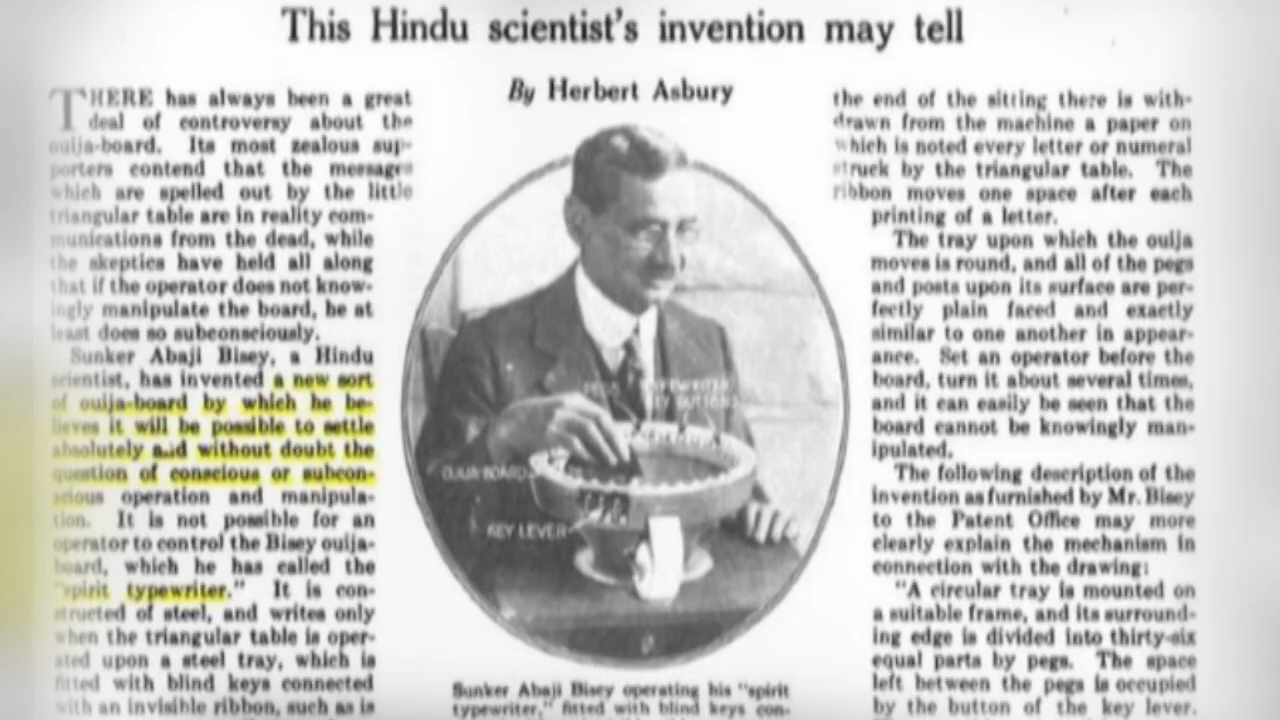 This Hindu scientist's invention may tell
By Herbert Asbury
THERE has always been a great
deal of controversy about the
ouija-board. Its most zealous sup-
porters contend that the messages
which are spelled out by the little
triangular table are in reality com-
munications from the dead, while
the skeptics have held all along
that if the operator does not know-
ingly manipulate the board, he at
least does so subconsciously.
Sunker Abaji Bisey, a Hindu
scientist, has invented a new sort
of ouija-board by which he be-
lieves it will be possible to settle
absolutely and without doubt the
question of conscious or subcon-
scious operation and manipula-
tion. It is not possible for an
operator to control the Bisey ouija-
board, which he has called the
"spirit typewriter." It is con-
structed of steel, and writes only
when the triangular table is oper-
ated upon a steel tray, which is
fitted with blind keys connected
with an invisible ribbon, such as is
OUIJA-BOARD
KEY LEVER
Sunker Abaji Bisey operating his "spirit
typewriter," fitted with blind keys con-
the end of the sitting there is with-
drawn from the machine a paper on
which is noted every letter or numeral
struck by the triangular table. The
ribbon moves one space after each
printing of a letter.
The tray upon which the ouija
moves is round, and all of the pegs
and posts upon its surface are per-
fectly plain faced and exactly
similar to one another in appear-
ance. Set an operator before the
board, turn it about several times,
and it can easily be seen that the
board cannot be knowingly man-
ipulated.
The following description of the
invention as furnished by Mr. Bisey
to the Patent Office may more
clearly explain the mechanism in
connection with the drawing:
"A circular tray is mounted on
a suitable frame, and its surround-
ing edge is divided into thirty-six
equal parts by pegs. The space
left between the pegs is occupied
by the button of the key lever.